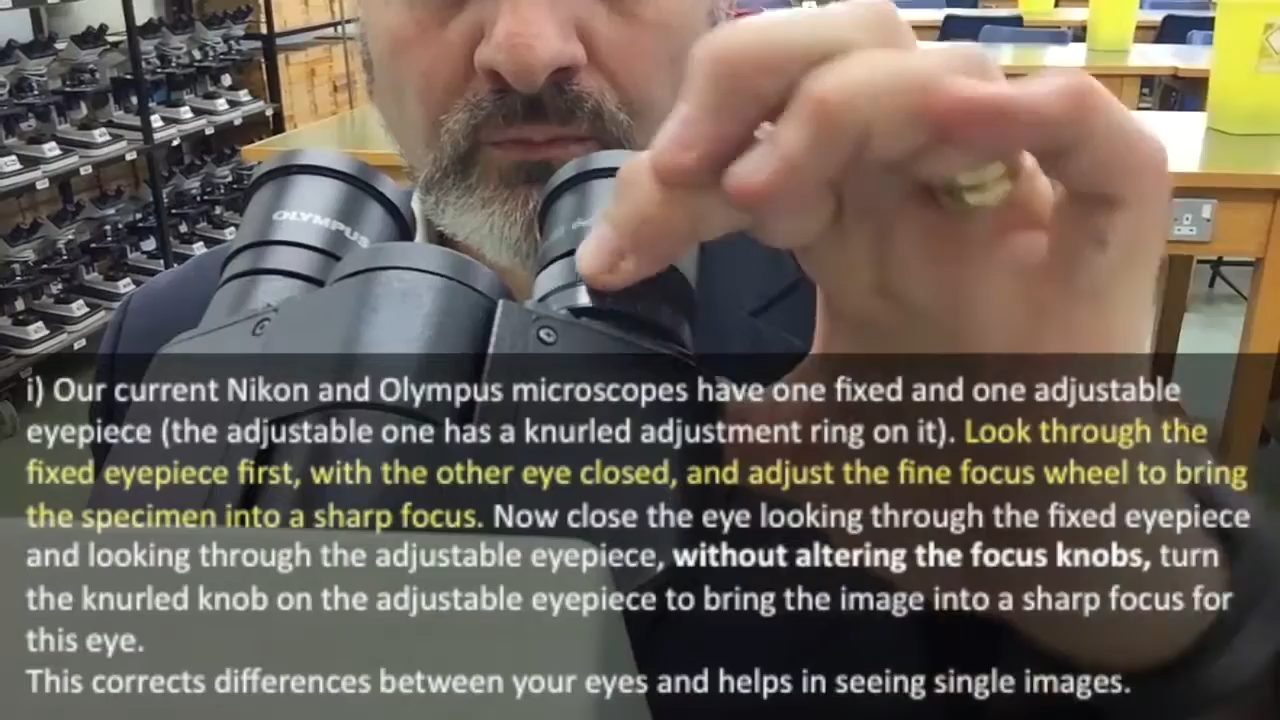 OLYMPUS
i) Our current Nikon and Olympus microscopes have one fixed and one adjustable
eyepiece (the adjustable one has a knurled adjustment ring on it). Look through the
fixed eyepiece first, with the other eye closed, and adjust the fine focus wheel to bring
the specimen into a sharp focus. Now close the eye looking through the fixed eyepiece
and looking through the adjustable eyepiece, without altering the focus knobs, turn
the knurled knob on the adjustable eyepiece to bring the image into a sharp focus for
this eye.
This corrects differences between your eyes and helps in seeing single images.